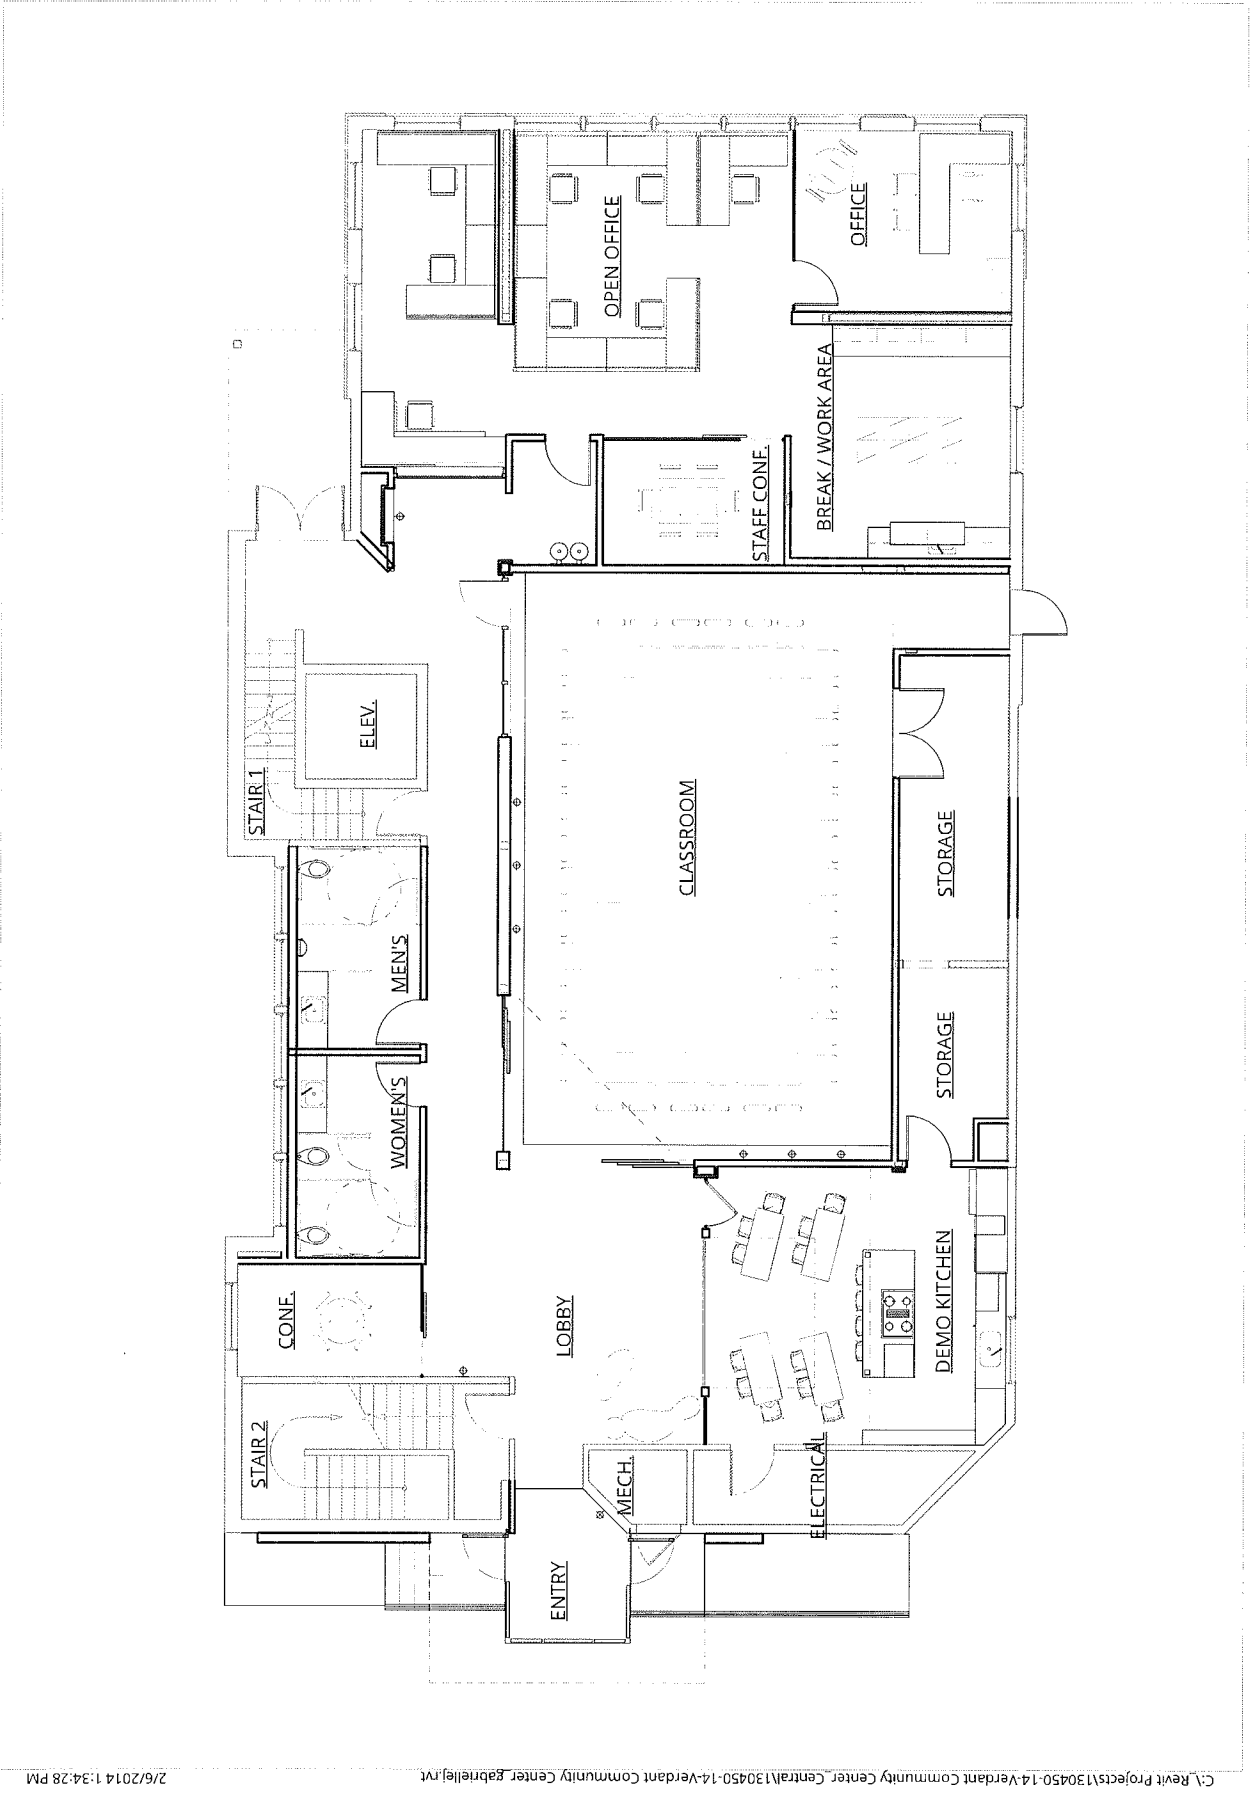 OPEN OFFICE
OFFICE
BREAK / WORK AREA
STAFF CONF.
ELEV.
STAIR 1
CLASSROOM
STORAGE
MEN'S
STORAGE
WOMEN'S
CONF.
LOBBY
DEMO KITCHEN
STAIR 2
MECH.
ELECTRICAL
ENTRY
C:\_Revit Projects\130450-14-Verdant Community Center_Central\130450-14-Verdant Community Center_gabriellej.rvt
2/6/2014 1:34:28 PM